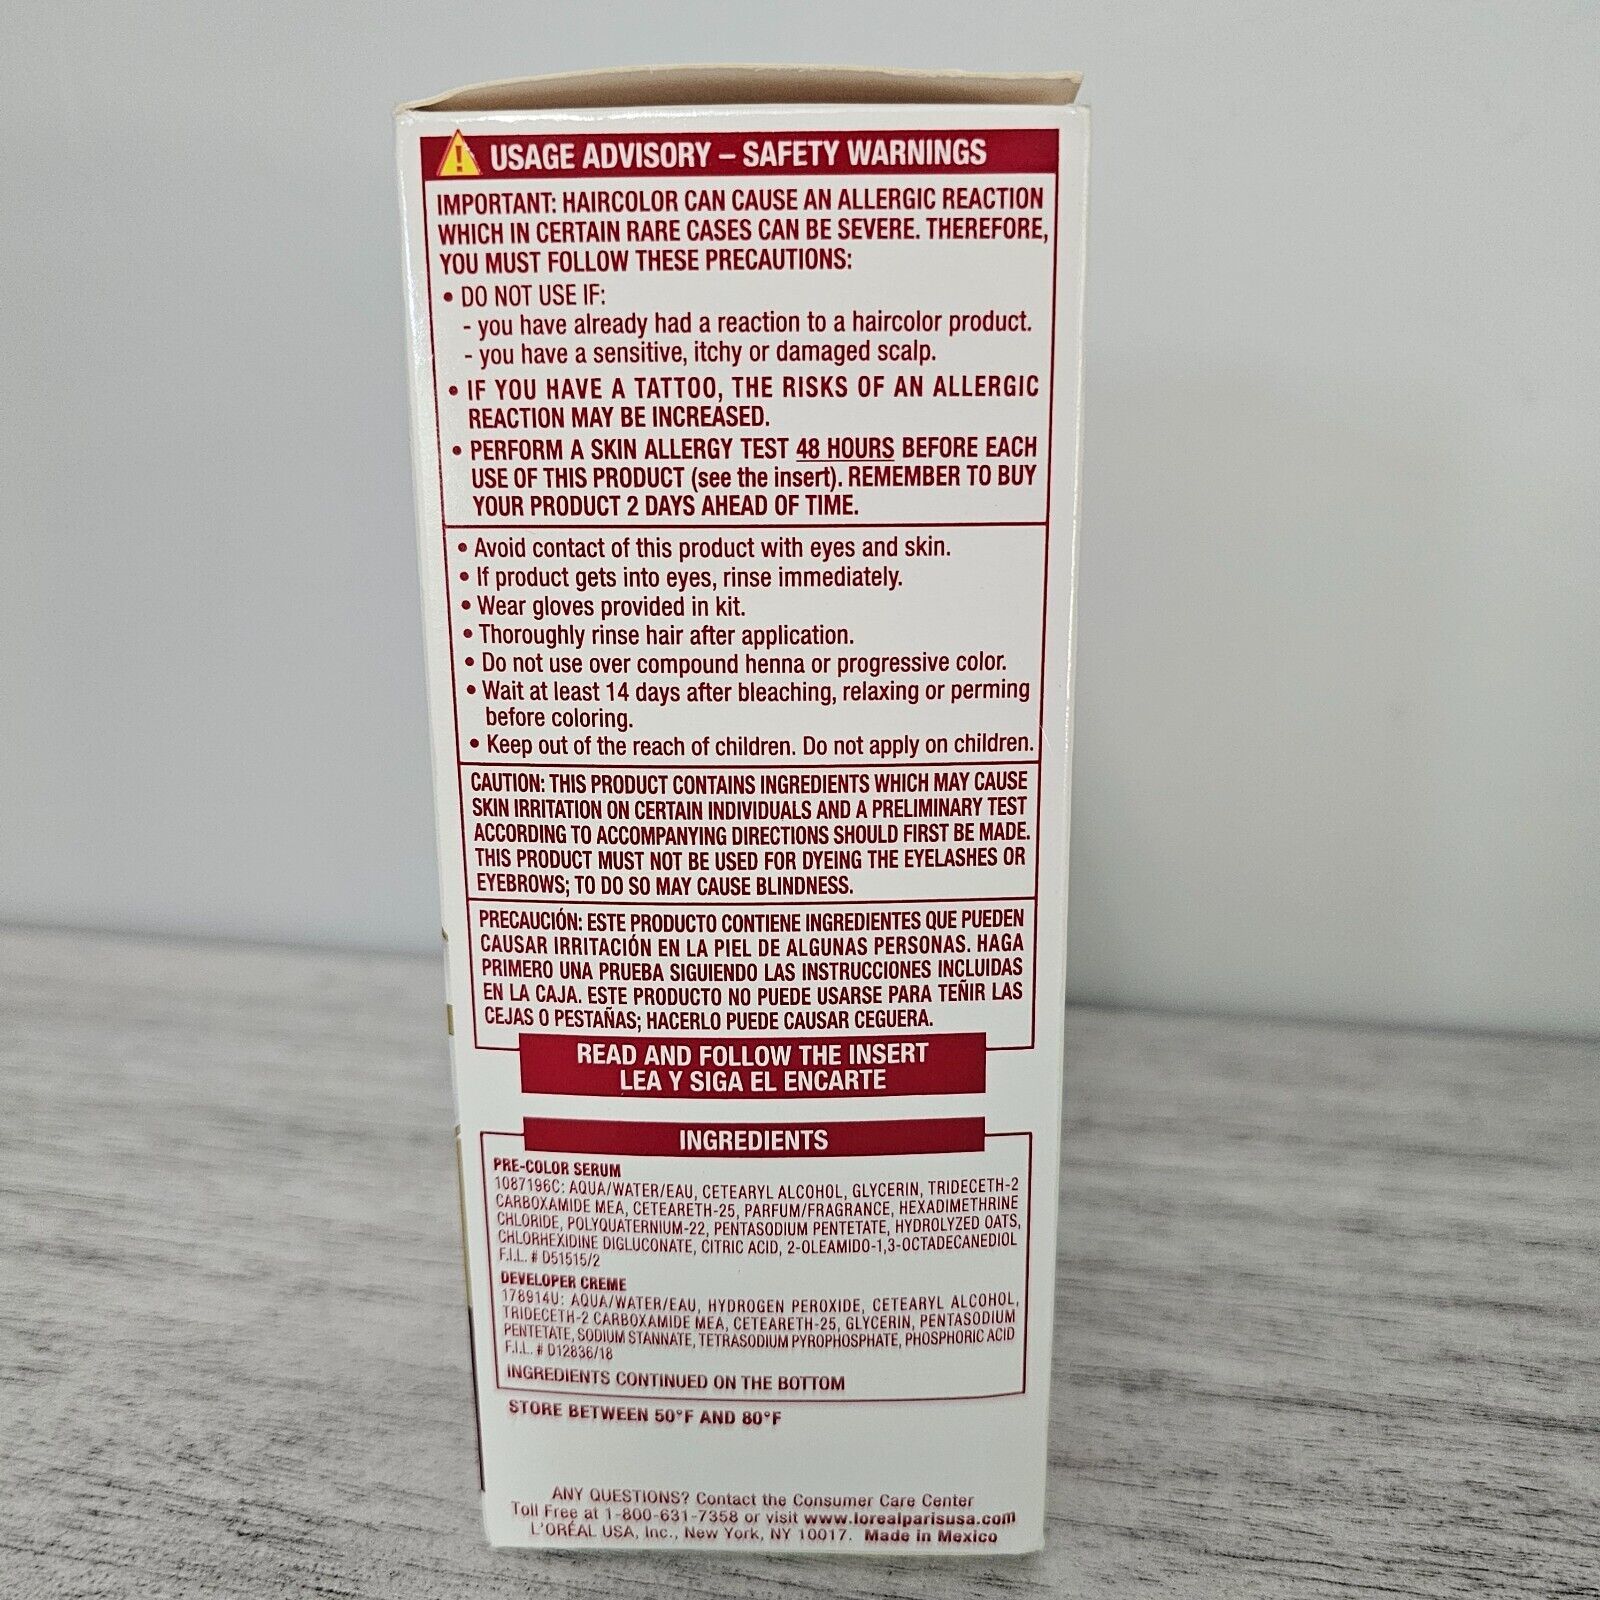 USAGE ADVISORY – SAFETY WARNINGS
IMPORTANT: HAIRCOLOR CAN CAUSE AN ALLERGIC REACTION
WHICH IN CERTAIN RARE CASES CAN BE SEVERE. THEREFORE,
YOU MUST FOLLOW THESE PRECAUTIONS:
• DO NOT USE IF:
- you have already had a reaction to a haircolor product.
- you have a sensitive, itchy or damaged scalp.
• IF YOU HAVE A TATTOO, THE RISKS OF AN ALLERGIC
REACTION MAY BE INCREASED.
• PERFORM A SKIN ALLERGY TEST 48 HOURS BEFORE EACH
USE OF THIS PRODUCT (see the insert). REMEMBER TO BUY
YOUR PRODUCT 2 DAYS AHEAD OF TIME.
• Avoid contact of this product with eyes and skin.
• If product gets into eyes, rinse immediately.
• Wear gloves provided in kit.
• Thoroughly rinse hair after application.
• Do not use over compound henna or progressive color.
• Wait at least 14 days after bleaching, relaxing or perming
before coloring.
• Keep out of the reach of children. Do not apply on children.
CAUTION: THIS PRODUCT CONTAINS INGREDIENTS WHICH MAY CAUSE
SKIN IRRITATION ON CERTAIN INDIVIDUALS AND A PRELIMINARY TEST
ACCORDING TO ACCOMPANYING DIRECTIONS SHOULD FIRST BE MADE.
THIS PRODUCT MUST NOT BE USED FOR DYEING THE EYELASHES OR
EYEBROWS; TO DO SO MAY CAUSE BLINDNESS.
PRECAUCIÓN: ESTE PRODUCTO CONTIENE INGREDIENTES QUE PUEDEN
CAUSAR IRRITACIÓN EN LA PIEL DE ALGUNAS PERSONAS. HAGA
PRIMERO UNA PRUEBA SIGUIENDO LAS INSTRUCCIONES INCLUIDAS
EN LA CAJA. ESTE PRODUCTO NO PUEDE USARSE PARA TEÑIR LAS
CEJAS O PESTAÑAS; HACERLO PUEDE CAUSAR CEGUERA.
READ AND FOLLOW THE INSERT
LEA Y SIGA EL ENCARTE
INGREDIENTS
PRE-COLOR SERUM
1087196C: AQUA/WATER/EAU, CETEARYL ALCOHOL, GLYCERIN, TRIDECETH-2
CARBOXAMIDE MEA, CETEARETH-25, PARFUM/FRAGRANCE, HEXADIMETHRINE
CHLORIDE, POLYQUATERNIUM-22, PENTASODIUM PENTETATE, HYDROLYZED OATS,
CHLORHEXIDINE DIGLUCONATE, CITRIC ACID, 2-OLEAMIDO-1,3-OCTADECANEDIOL
F.I.L. # D51515/2
DEVELOPER CREME
178914U: AQUA/WATER/EAU, HYDROGEN PEROXIDE, CETEARYL ALCOHOL,
TRIDECETH-2 CARBOXAMIDE MEA, CETEARETH-25, GLYCERIN, PENTASODIUM
PENTETATE, SODIUM STANNATE, TETRASODIUM PYROPHOSPHATE, PHOSPHORIC ACID
F.I.L. # D12836/18
INGREDIENTS CONTINUED ON THE BOTTOM
STORE BETWEEN 50°F AND 80°F
ANY QUESTIONS? Contact the Consumer Care Center
Toll Free at 1-800-631-7358 or visit www.lorealparisusa.com
L'ORÉAL USA, Inc., New York, NY 10017. Made in Mexico